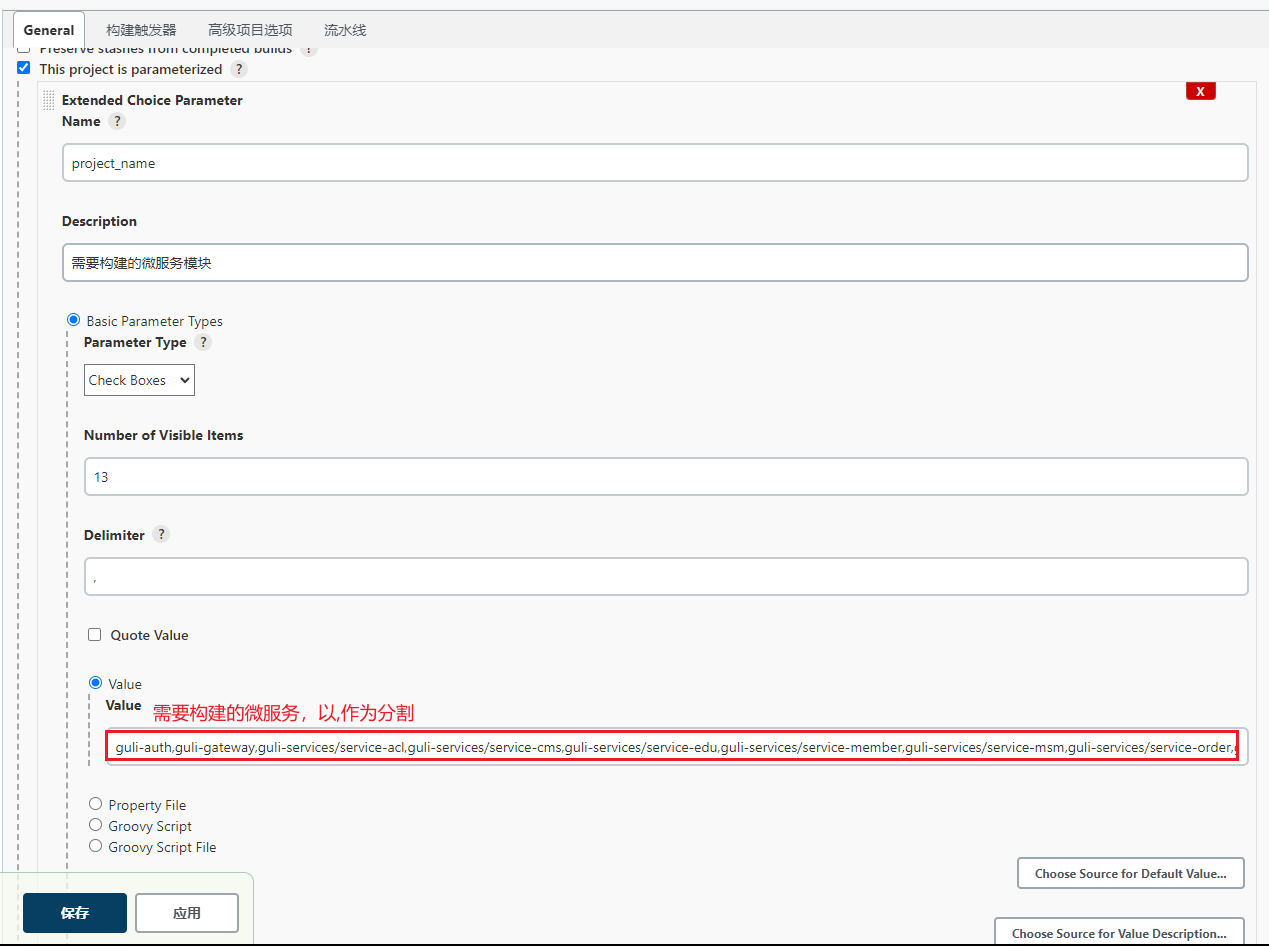 General 构建触发器 高级项目选项 流水线
Preserve stashes from completed builds ?
This project is parameterized ?
X
Extended Choice Parameter
Name ?
project_name
Description
需要构建的微服务模块
Basic Parameter Types
Parameter Type ?
Check Boxes
Number of Visible Items
13
Delimiter ?
,
Quote Value
Value
Value 需要构建的微服务，以,作为分割
guli-auth,guli-gateway,guli-services/service-acl,guli-services/service-cms,guli-services/service-edu,guli-services/service-member,guli-services/service-msm,guli-services/service-order,
Property File
Groovy Script
Groovy Script File
Choose Source for Default Value...
保存 应用
Choose Source for Value Description...